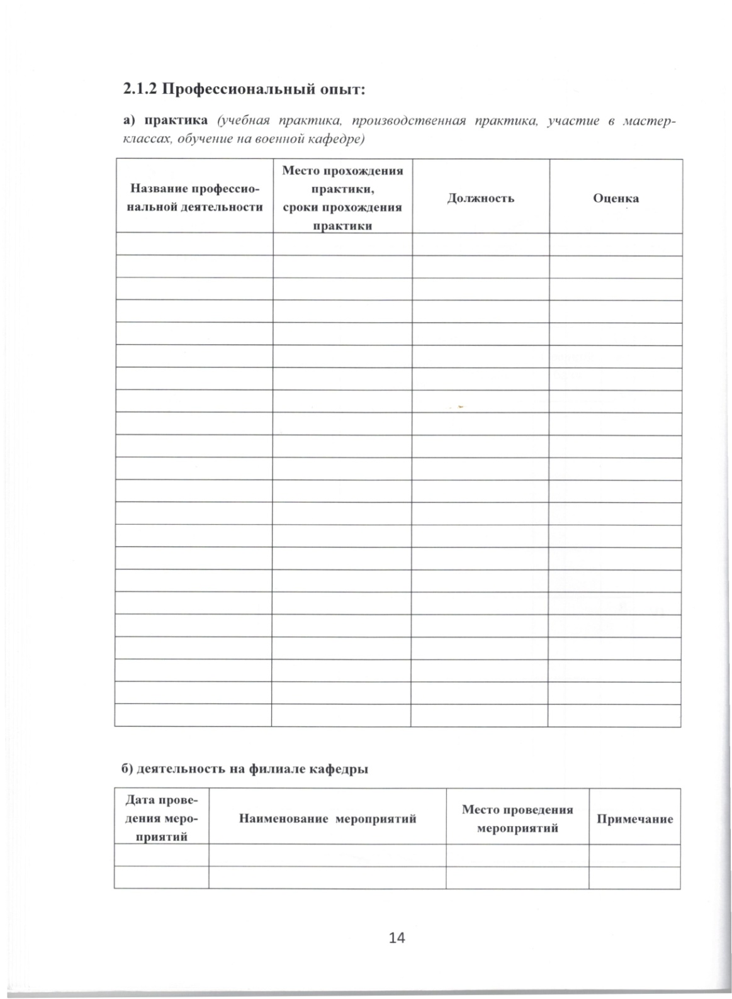 2.1.2 Профессиональный опыт:
а) практика (учебная практика, производственная практика, участие в мастер-
классах, обучение на военной кафедре)
Название профессио-
нальной деятельности
Место прохождения
практики,
сроки прохождения
практики
Должность
Оценка
б) деятельность на филиале кафедры
Дата прове-
дения меро-
приятий
Наименование мероприятий
Место проведения
мероприятий
Примечание
14